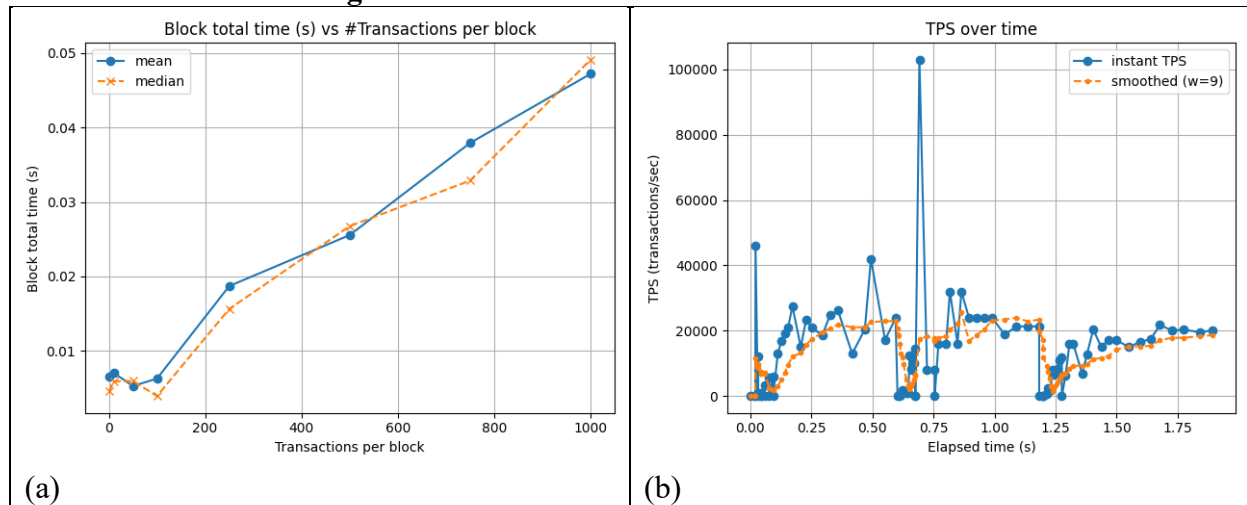 Block total time (s) vs #Transactions per block
mean
median
Block total time (s)
0.05
0.04
0.03
0.02
0.01
0
200
400
600
800
1000
Transactions per block
(a)
TPS over time
instant TPS
smoothed (w=9)
TPS (transactions/sec)
100000
80000
60000
40000
20000
0
0.00
0.25
0.50
0.75
1.00
1.25
1.50
1.75
Elapsed time (s)
(b)